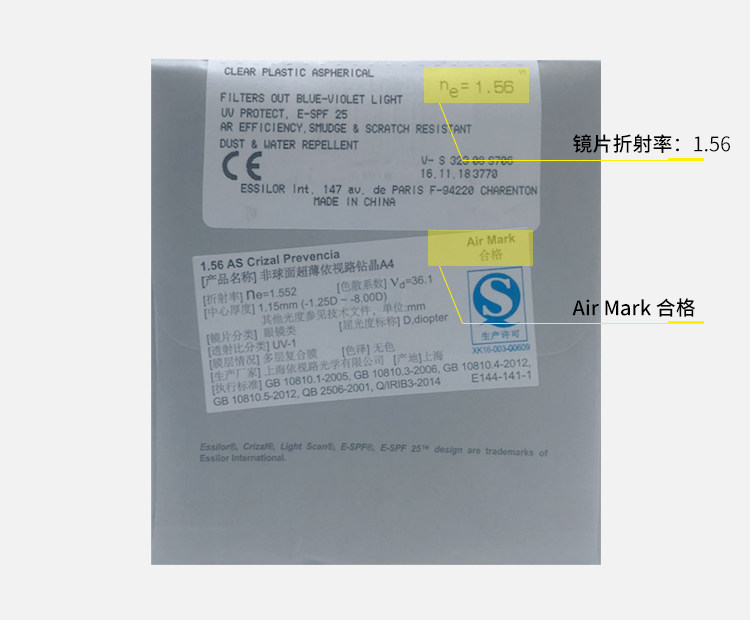 CLEAR PLASTIC ASPHERICAL
V1
ne= 1.56
FILTERS OUT BLUE-VIOLET LIGHT
UV PROTECT, E-SPF 25
AR EFFICIENCY,SMUDGE & SCRATCH RESISTANT
DUST & WATER REPELLENT
CE
V- S 323 09 S706
16.11.183770
ESSILOR Int. 147 av. de PARIS F-94220 CHARENTON
MADE IN CHINA
镜片折射率：1.56
1.56 AS Crizal Prevencia
Air Mark
合格
[产品名称] 非球面超薄依视路钻晶A4
[折射率] ne=1.552
[色散系数] Vd=36.1
[中心厚度] 1.15mm (-1.25D ~ -8.00D)
其他光度参见技术文件，单位:mm
[镜片分类] 眼镜类
[屈光度标称] D,diopter
[透射比分类] UV-1
[膜层情况] 多层复合膜
[色泽] 无色
[生产厂家] 上海依视路光学有限公司
[产地]上海
[执行标准] GB 10810.1-2005, GB 10810.3-2006, GB 10810.4-2012,
GB 10810.5-2012, QB 2506-2001, Q/IRIB3-2014
E144-141-1
生产许可
XK16-003-00609
Air Mark 合格
Essilor®, Crizal®, Light Scan®, E-SPF®, E-SPF 25™ design are trademarks of
Essilor International.